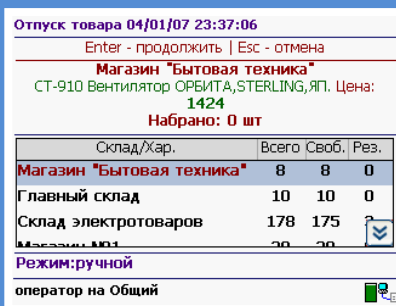 Отпуск товара 04/01/07 23:37:06
Enter - продолжить | Esc - отмена
Магазин "Бытовая техника"
СТ-910 Вентилятор ОРБИТА,STERLING,ЯП. Цена:
1424
Набрано: 0 шт
Склад/Хар. Всего Своб. Рез.
Магазин "Бытовая техника" 8 8 0
Главный склад 10 10 0
Склад электротоваров 178 175
Магазин №1
Режим:ручной
оператор на Общий